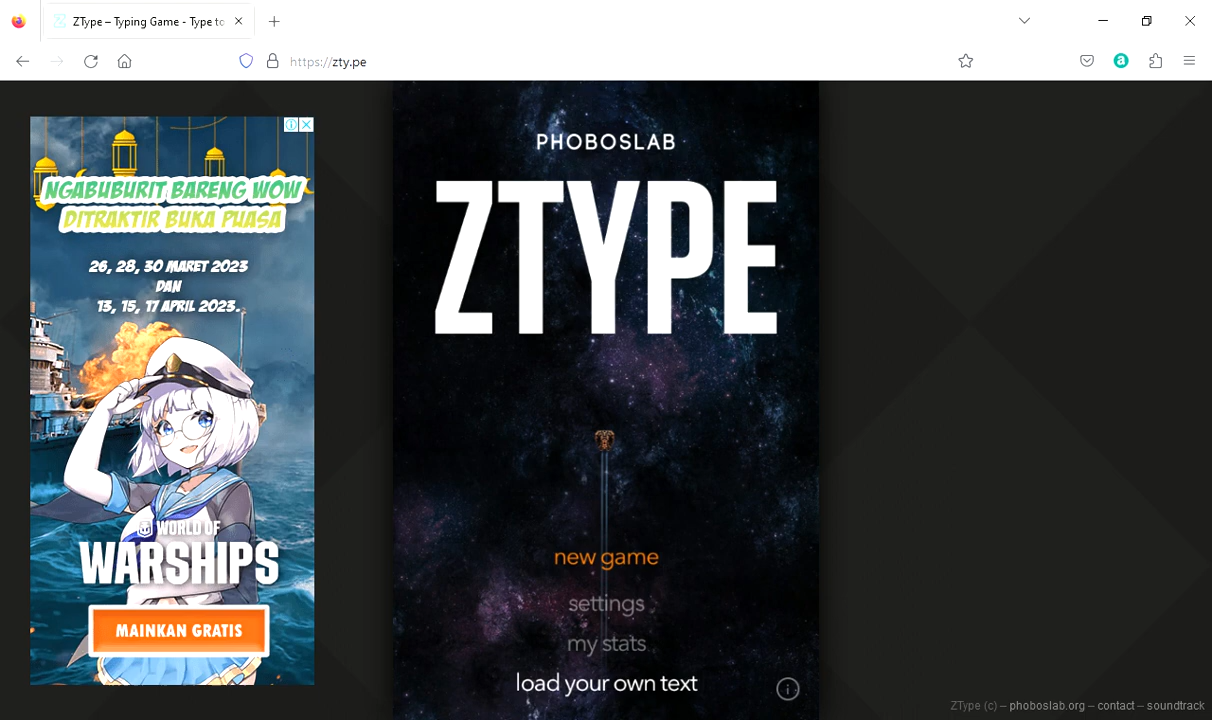 ZType – Typing Game - Type to
https://zty.pe
NGABUBURIT BARENG WOW
DITRAKTIR BUKA PUASA
26, 28, 30 MARET 2023
DAN
13, 15, 17 APRIL 2023.
WORLD OF
WARSHIPS
MAINKAN GRATIS
PHOBOSLAB
ZTYPE
new game
settings
my stats
load your own text
ZType (c) – phoboslab.org – contact – soundtrack